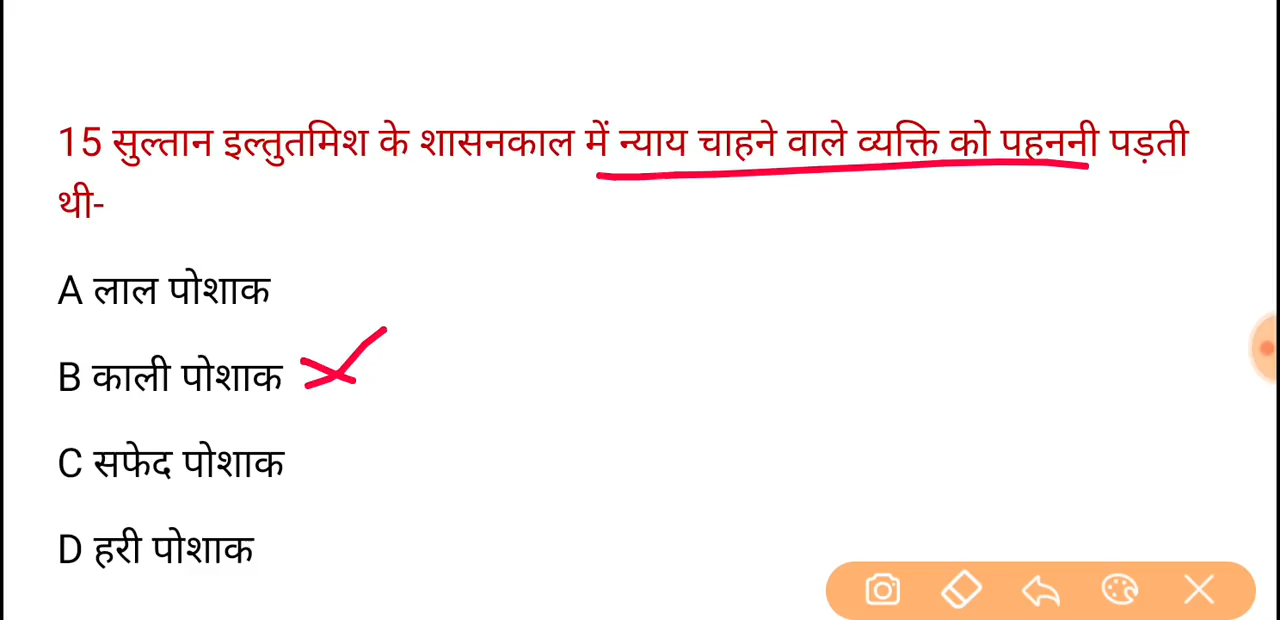 15 सुल्तान इल्तुतमिश के शासनकाल में न्याय चाहने वाले व्यक्ति को पहननी पड़ती
थी-
A लाल पोशाक
B काली पोशाक
C सफेद पोशाक
D हरी पोशाक